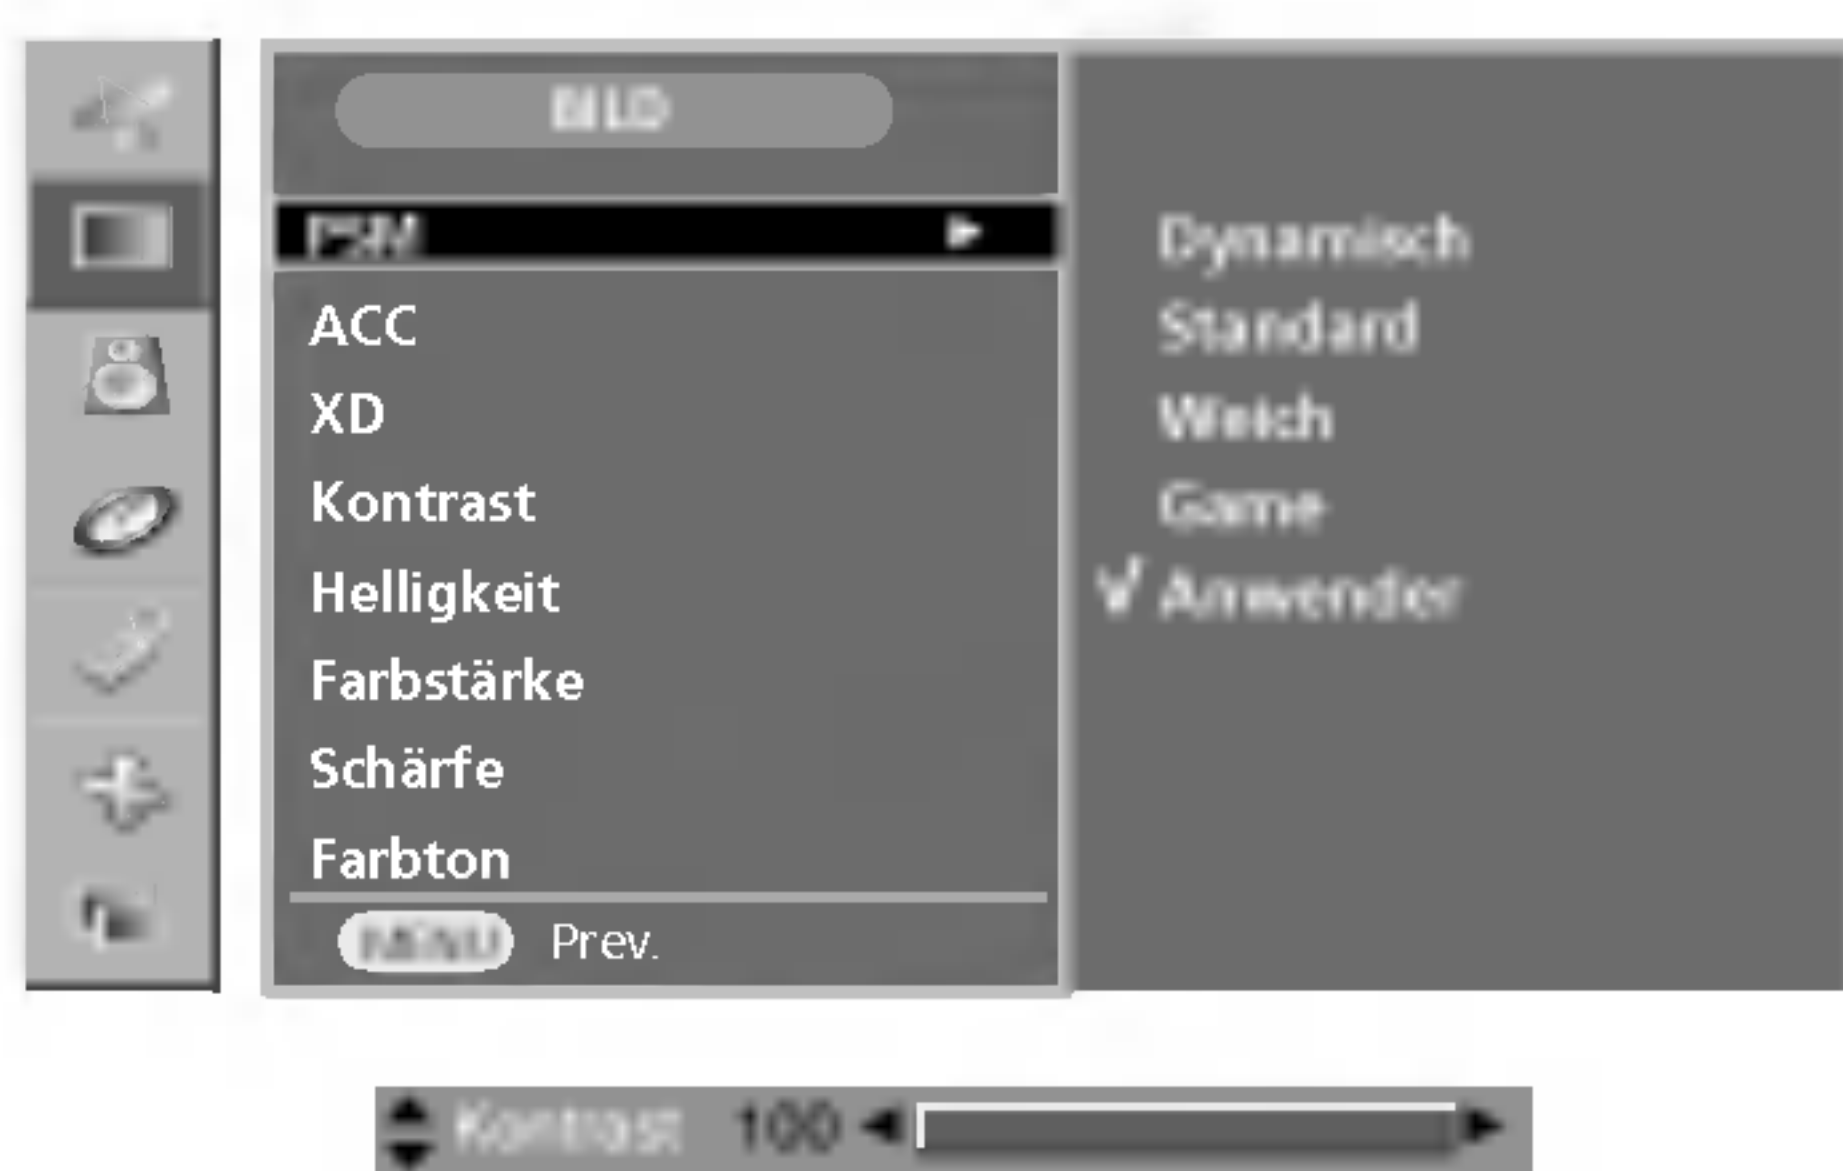 BILD
PSM
ACC
XD
Kontrast
Helligkeit
Farbstärke
Schärfe
Farbton
MENU Prev.
Dynamisch
Standard
Weich
Game
Anwender
Kontrast 100